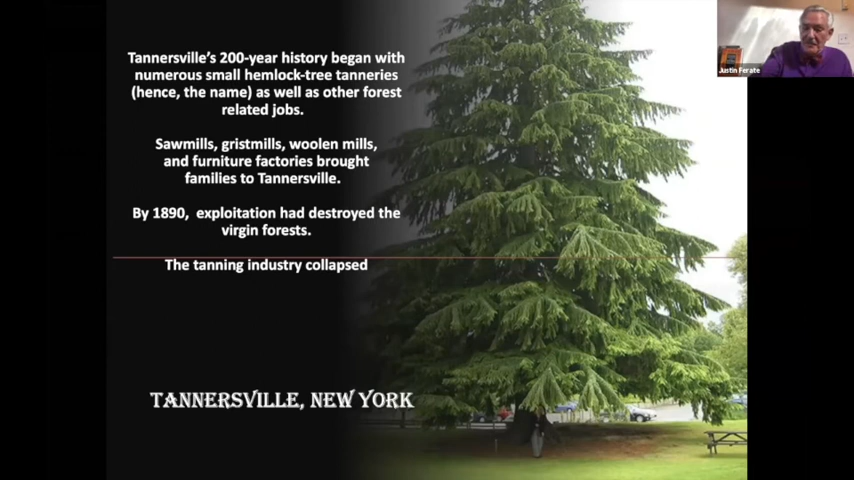 Tannersville's 200-year history began with
numerous small hemlock-tree tanneries
(hence, the name) as well as other forest
related jobs.
Sawmills, gristmills, woolen mills,
and furniture factories brought
families to Tannersville.
By 1890, exploitation had destroyed the
virgin forests.
The tanning industry collapsed
TANNERSVILLE, NEW YORK
Justin Ferate